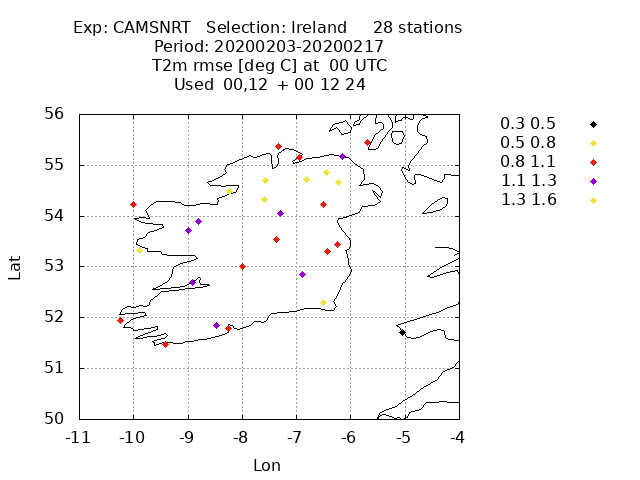 Exp: CAMSNRT   Selection: Ireland     28 stations
Period: 20200203-20200217
T2m rmse [deg C] at  00 UTC
Used  00,12  + 00 12 24
0.3 0.5
0.5 0.8
0.8 1.1
1.1 1.3
1.3 1.6
56
55
54
53
52
51
50
Lat
-11 -10 -9 -8 -7 -6 -5 -4
Lon